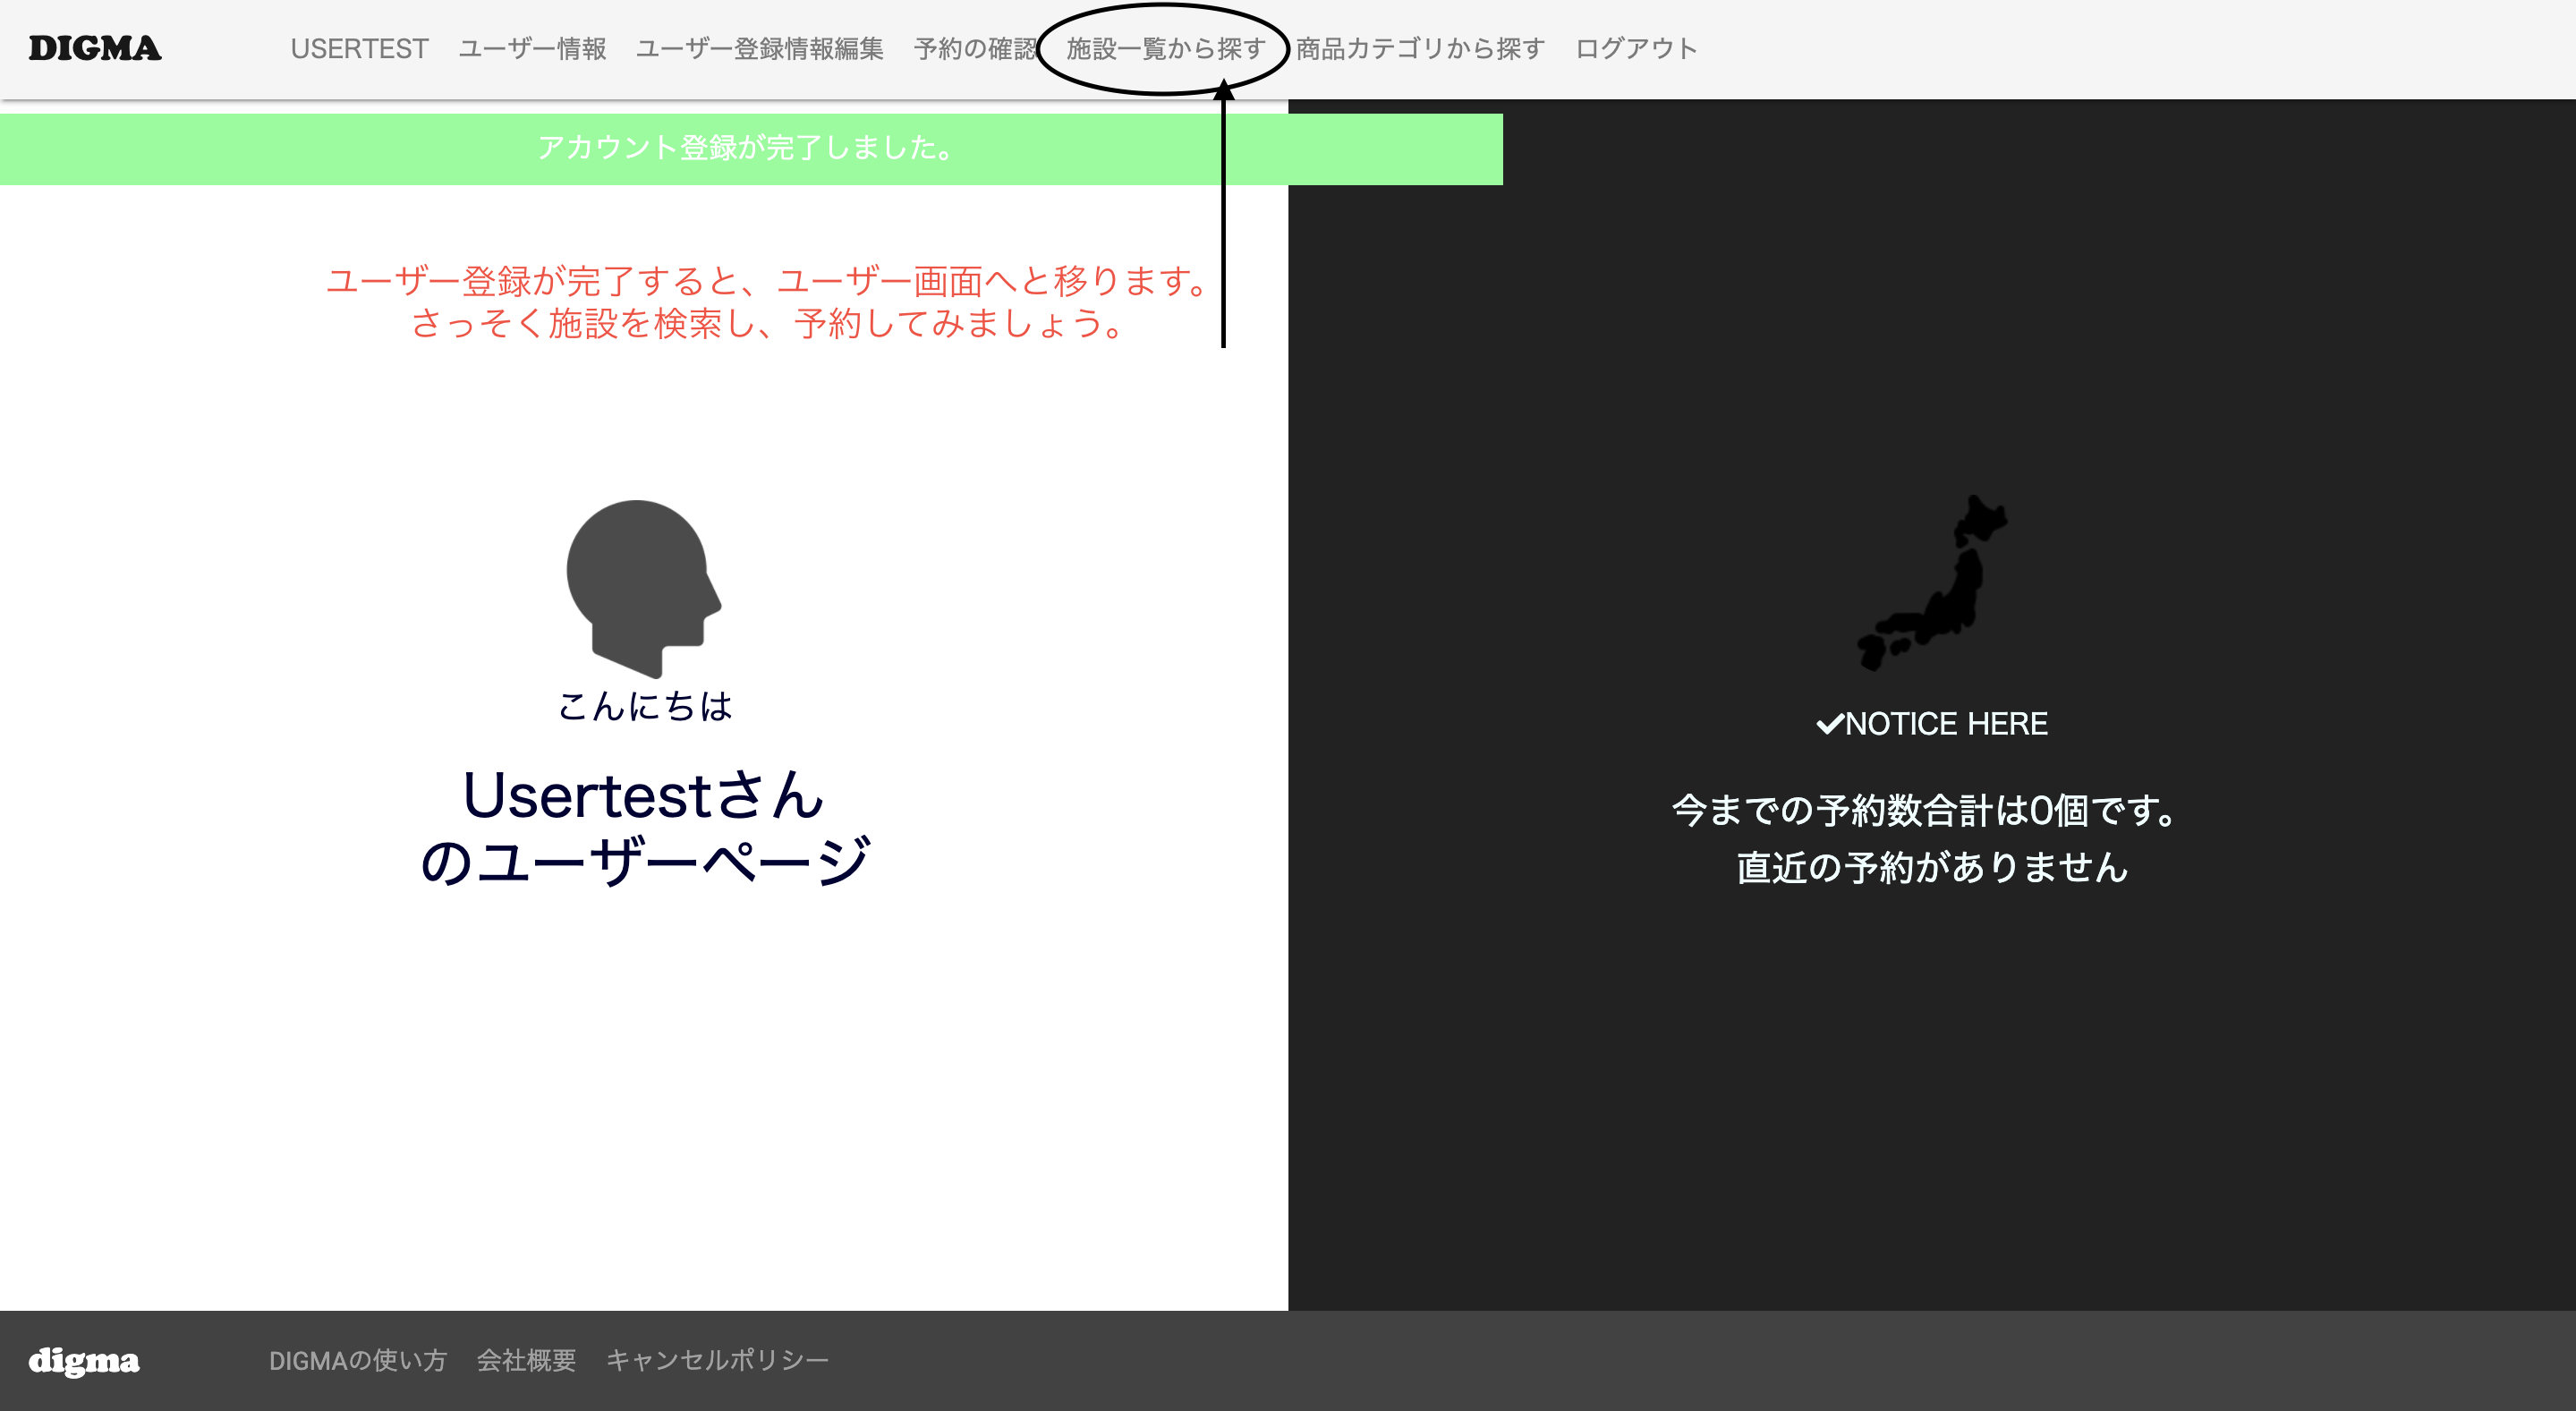 DIGMA
USERTEST ユーザー情報 ユーザー登録情報編集 予約の確認 施設一覧から探す 商品カテゴリから探す ログアウト
アカウント登録が完了しました。
ユーザー登録が完了すると、ユーザー画面へと移ります。
さっそく施設を検索し、予約してみましょう。
こんにちは
Usertestさん
のユーザーページ
NOTICE HERE
今までの予約数合計は0個です。
直近の予約がありません
digma
DIGMAの使い方 会社概要 キャンセルポリシー